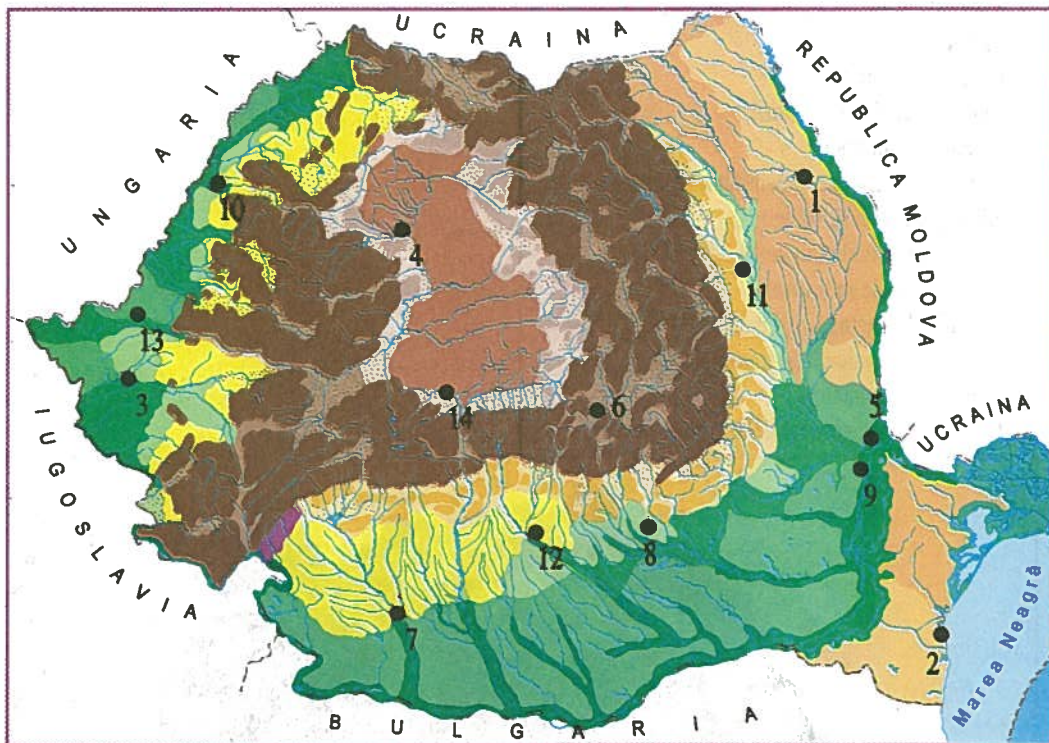 UCRAINA
UNGARIA
REPUBLICA MOLDOVA
1
10
4
11
13
3
14
6
5
UCRAINA
IUGOSLAVIA
9
12
8
7
2
Marea Neagră
BULGARIA